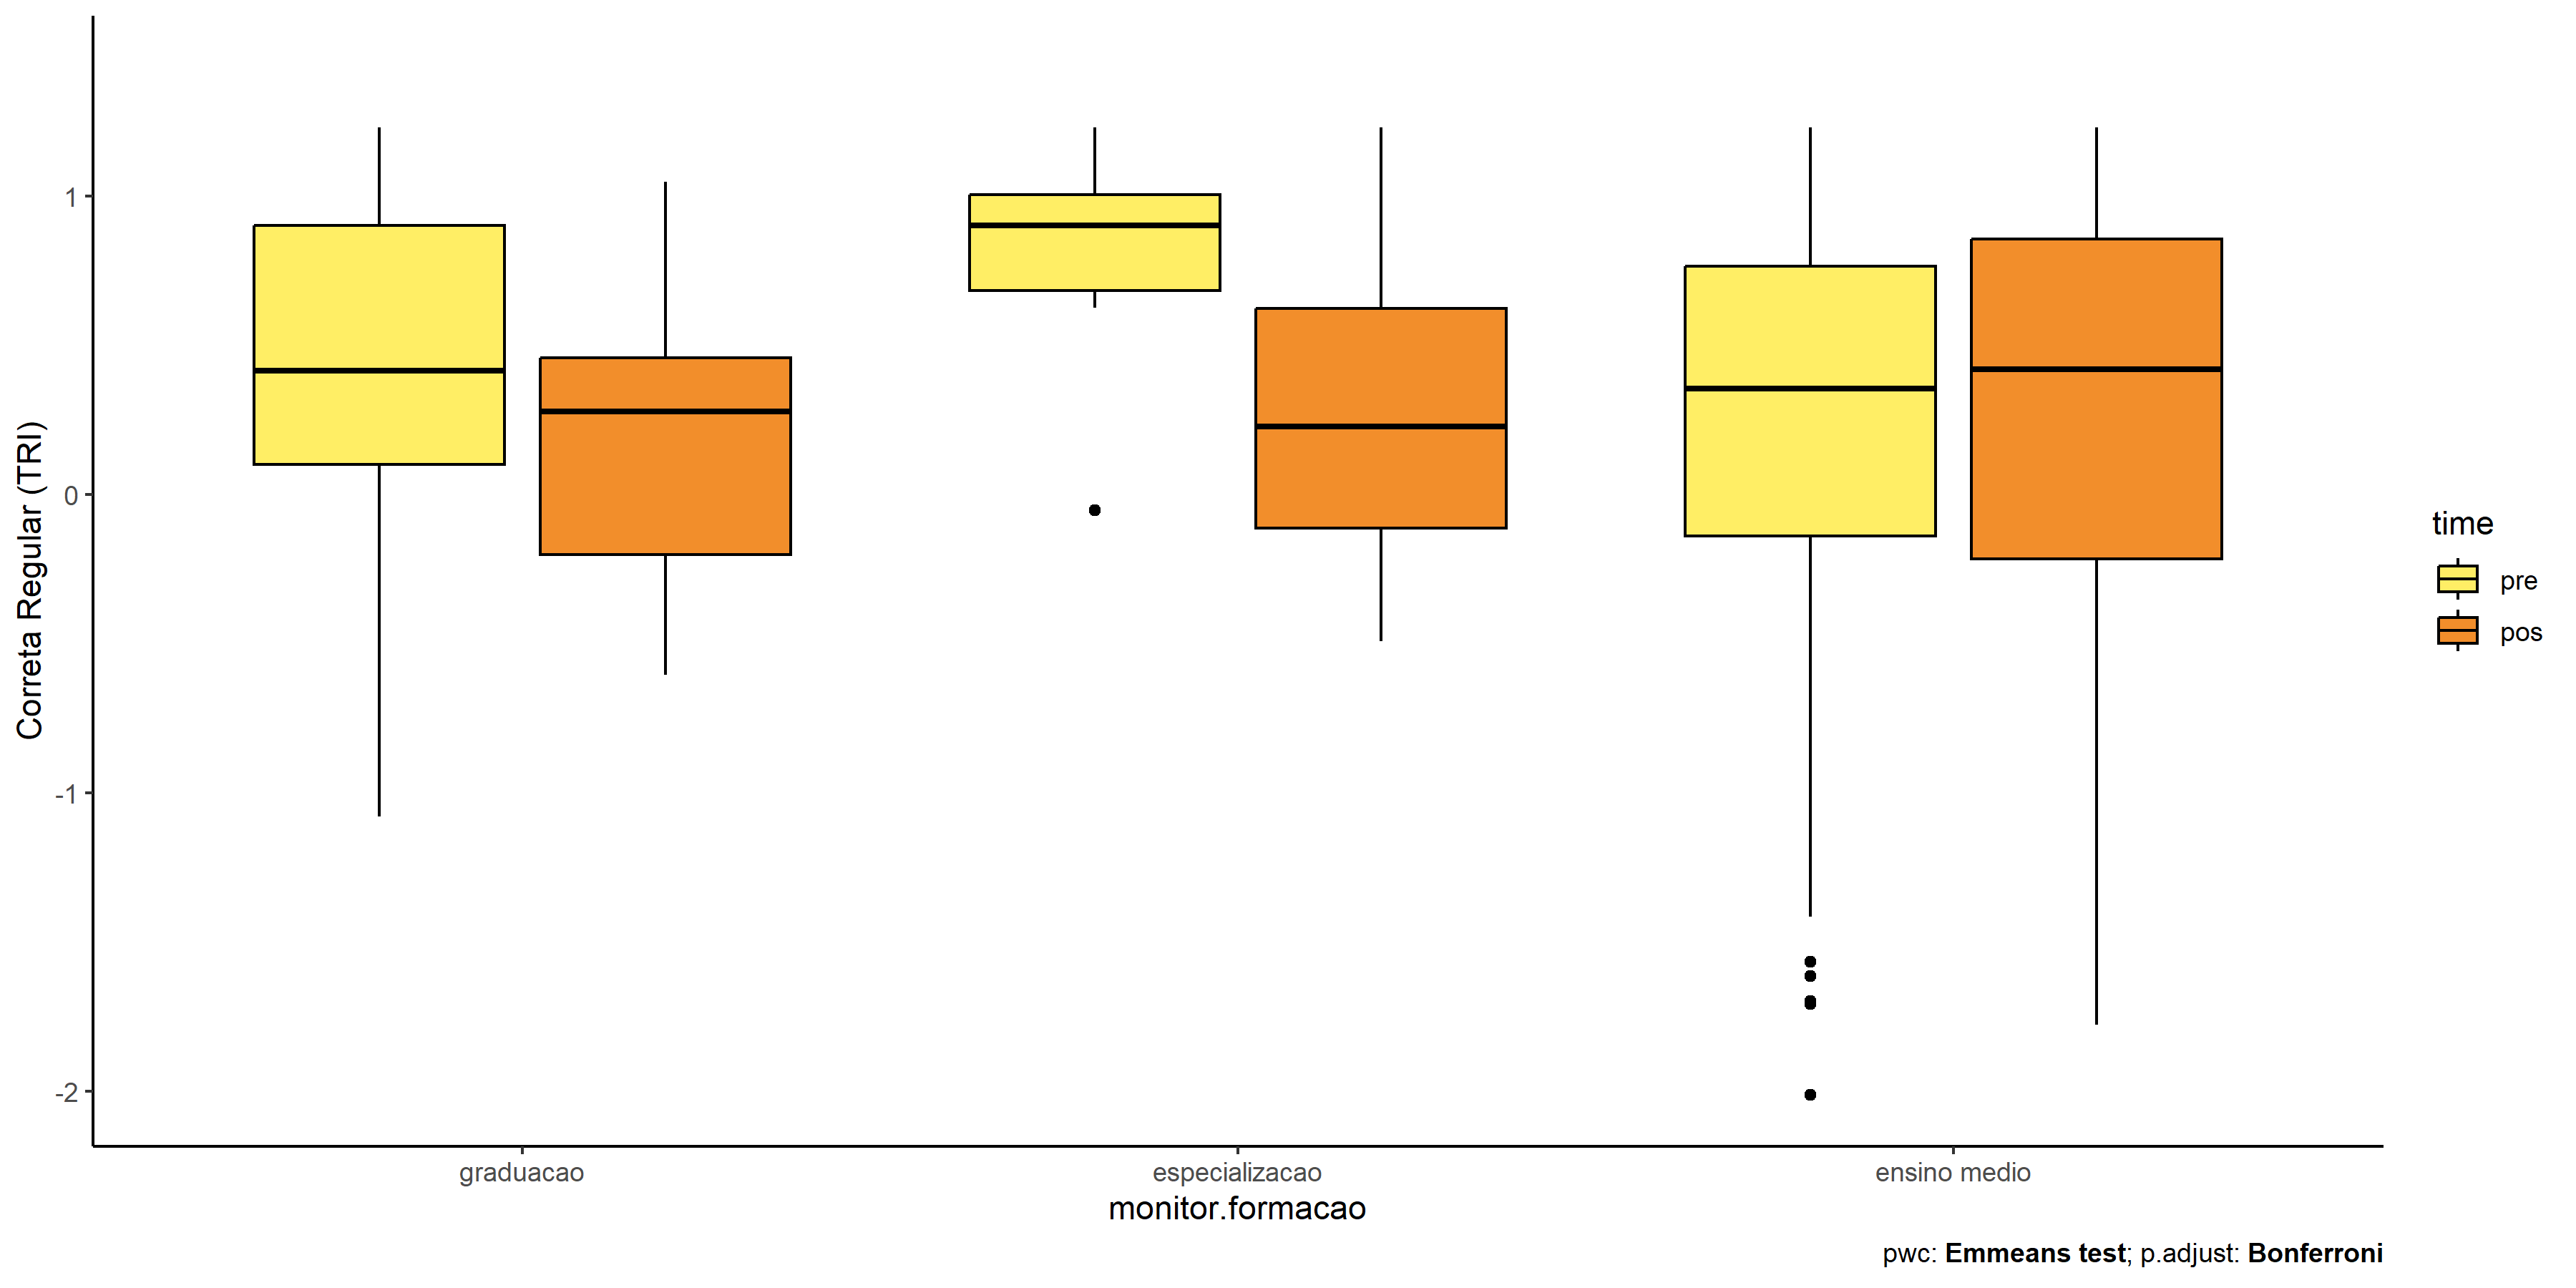 Correta Regular (TRI)
1
0
-1
-2
graduacao
especializacao
ensino medio
monitor.formacao
time
pre
pos
pwc: Emmeans test; p.adjust: Bonferroni